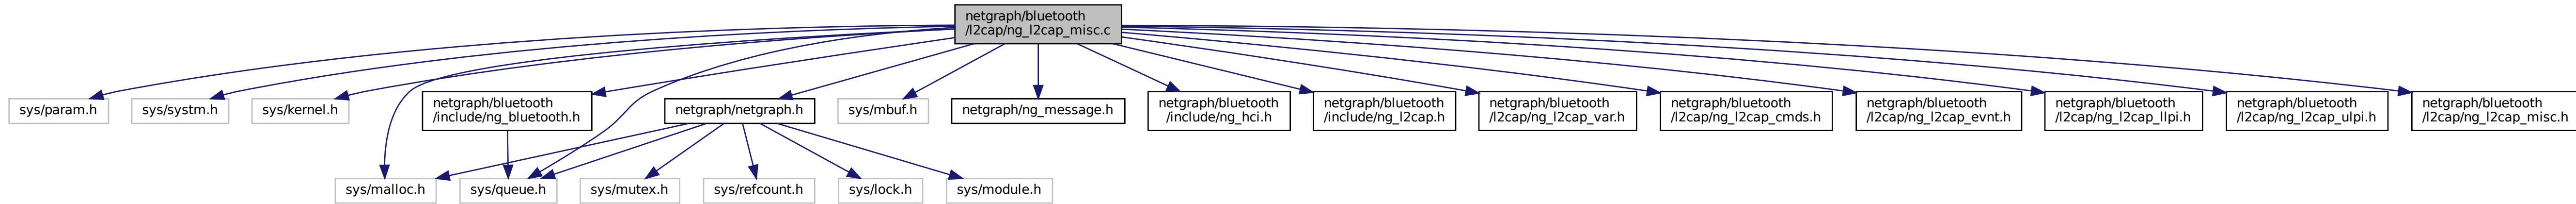 netgraph/bluetooth
/l2cap/ng_l2cap_misc.c
sys/param.h
sys/systm.h
sys/kernel.h
netgraph/bluetooth
/include/ng_bluetooth.h
netgraph/netgraph.h
sys/mbuf.h
netgraph/ng_message.h
netgraph/bluetooth
/include/ng_hci.h
netgraph/bluetooth
/include/ng_l2cap.h
netgraph/bluetooth
/l2cap/ng_l2cap_var.h
netgraph/bluetooth
/l2cap/ng_l2cap_cmds.h
netgraph/bluetooth
/l2cap/ng_l2cap_evnt.h
netgraph/bluetooth
/l2cap/ng_l2cap_llpi.h
netgraph/bluetooth
/l2cap/ng_l2cap_ulpi.h
netgraph/bluetooth
/l2cap/ng_l2cap_misc.h
sys/malloc.h
sys/queue.h
sys/mutex.h
sys/refcount.h
sys/lock.h
sys/module.h